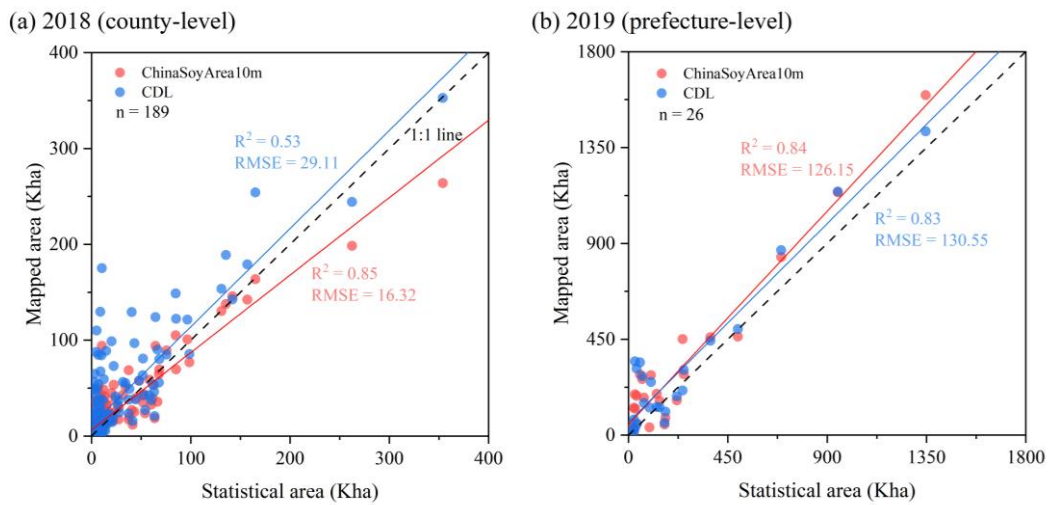 (a) 2018 (county-level)
400
300
200
100
0
Mapped area (Kha)
ChinaSoyArea10m
CDL
n = 189
R² = 0.53
RMSE = 29.11
1:1 line
R² = 0.85
RMSE = 16.32
0 100 200 300 400
Statistical area (Kha)
(b) 2019 (prefecture-level)
1800
1350
900
450
0
Mapped area (Kha)
ChinaSoyArea10m
CDL
n = 26
R² = 0.84
RMSE = 126.15
R² = 0.83
RMSE = 130.55
0 450 900 1350 1800
Statistical area (Kha)